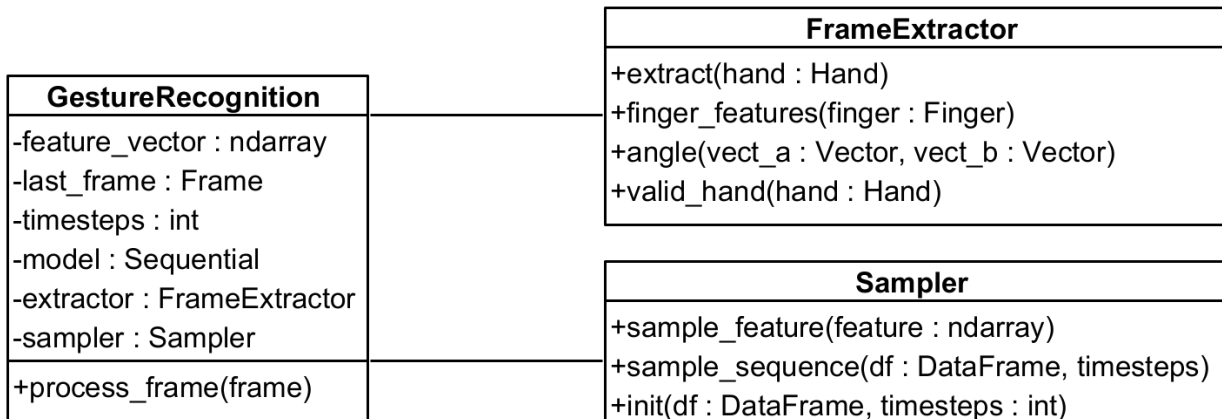 GestureRecognition
-feature_vector : ndarray
-last_frame : Frame
-timesteps : int
-model : Sequential
-extractor : FrameExtractor
-sampler : Sampler
+process_frame(frame)
FrameExtractor
+extract(hand : Hand)
+finger_features(finger : Finger)
+angle(vect_a : Vector, vect_b : Vector)
+valid_hand(hand : Hand)
Sampler
+sample_feature(feature : ndarray)
+sample_sequence(df : DataFrame, timesteps)
+init(df : DataFrame, timesteps : int)